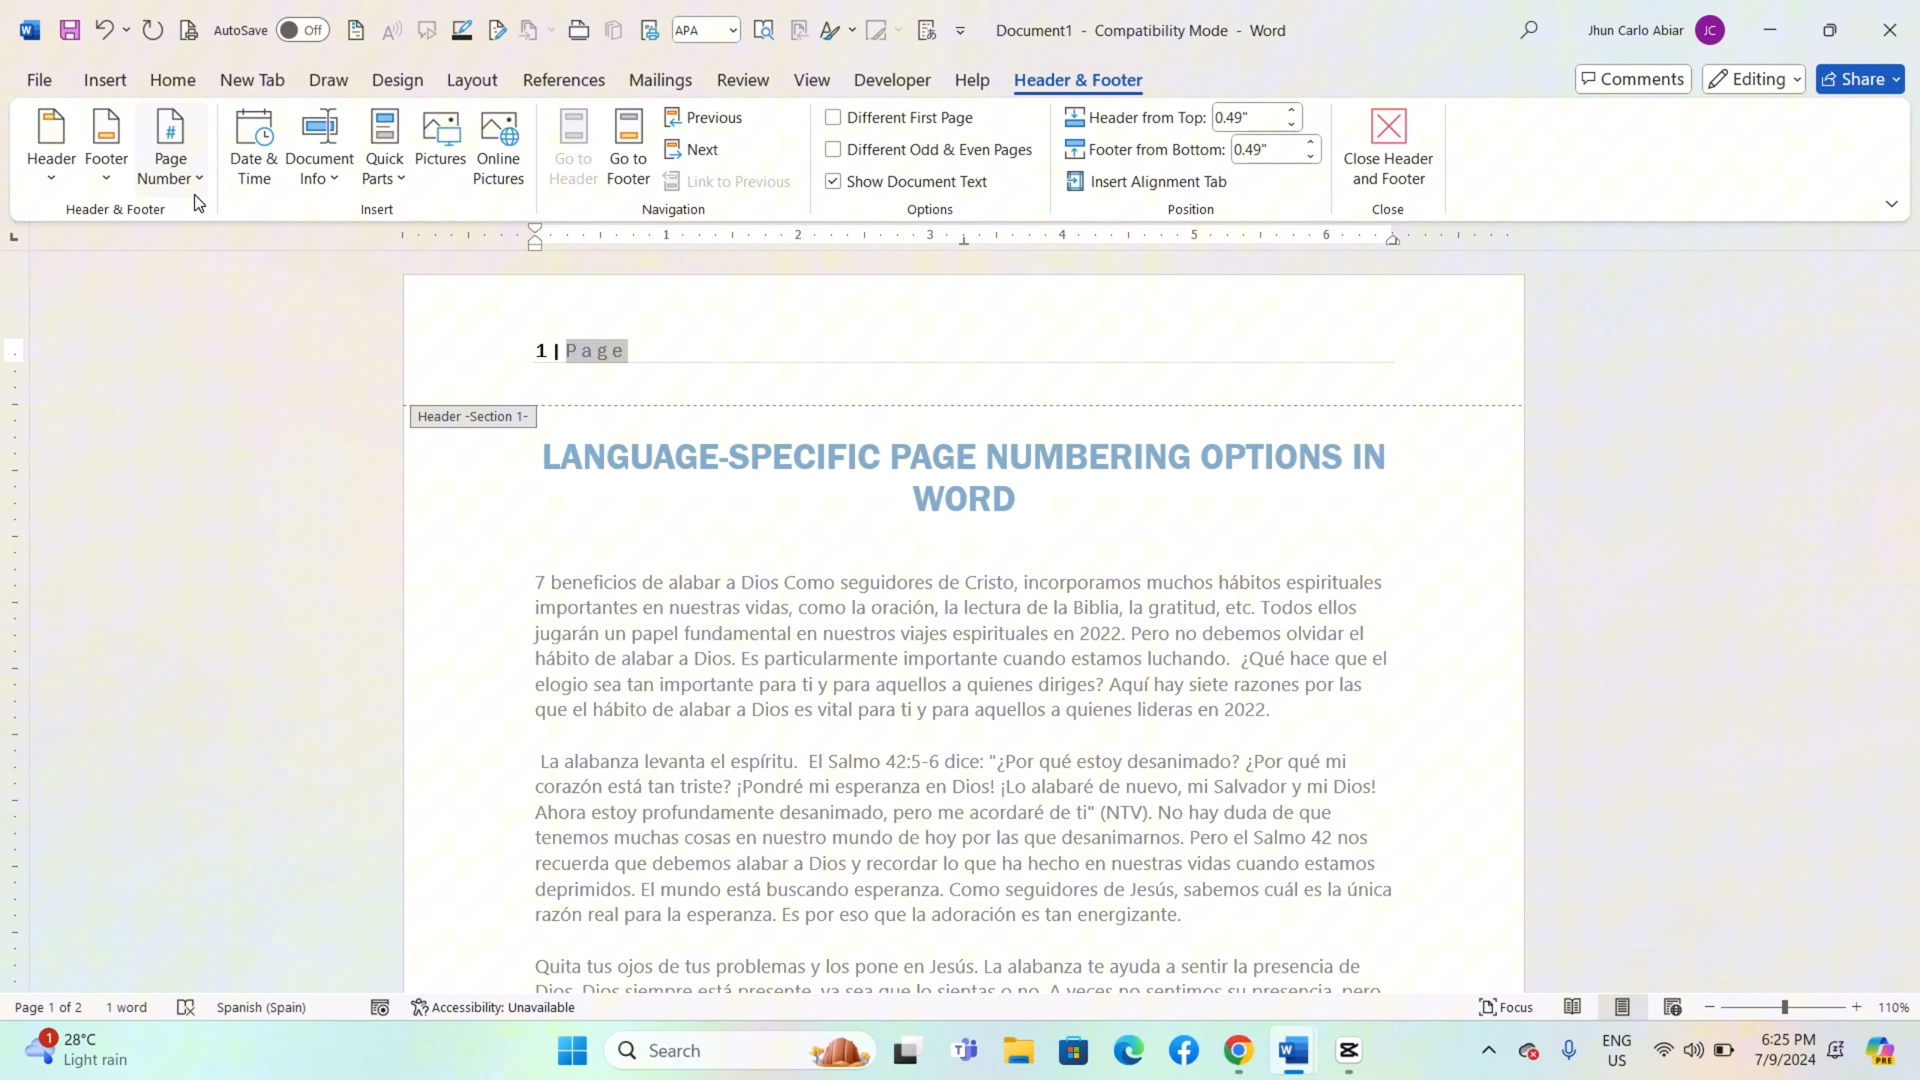 AutoSave Off APA Document1 - Compatibility Mode - Word Jhun Carlo Abiar JC
File Insert Home New Tab Draw Design Layout References Mailings Review View Developer Help Header & Footer Comments Editing Share
Header Footer Page Number Date & Time Document Info Quick Parts Pictures Online Pictures Go to Header Go to Footer Previous Next Link to Previous
Different First Page
Different Odd & Even Pages
Show Document Text
Header from Top: 0.49"
Footer from Bottom: 0.49"
Insert Alignment Tab
Close Header and Footer
Header & Footer Insert Navigation Options Position Close
1 2 3 4 5 6
1 | Page
Header -Section 1-
LANGUAGE-SPECIFIC PAGE NUMBERING OPTIONS IN
WORD
7 beneficios de alabar a Dios Como seguidores de Cristo, incorporamos muchos hábitos espirituales
importantes en nuestras vidas, como la oración, la lectura de la Biblia, la gratitud, etc. Todos ellos
jugarán un papel fundamental en nuestros viajes espirituales en 2022. Pero no debemos olvidar el
hábito de alabar a Dios. Es particularmente importante cuando estamos luchando.  ¿Qué hace que el
elogio sea tan importante para ti y para aquellos a quienes diriges? Aquí hay siete razones por las
que el hábito de alabar a Dios es vital para ti y para aquellos a quienes lideras en 2022.
La alabanza levanta el espíritu.  El Salmo 42:5-6 dice: "¿Por qué estoy desanimado? ¿Por qué mi
corazón está tan triste? ¡Pondré mi esperanza en Dios! ¡Lo alabaré de nuevo, mi Salvador y mi Dios!
Ahora estoy profundamente desanimado, pero me acordaré de ti" (NTV). No hay duda de que
tenemos muchas cosas en nuestro mundo de hoy por las que desanimarnos. Pero el Salmo 42 nos
recuerda que debemos alabar a Dios y recordar lo que ha hecho en nuestras vidas cuando estamos
deprimidos. El mundo está buscando esperanza. Como seguidores de Jesús, sabemos cuál es la única
razón real para la esperanza. Es por eso que la adoración es tan energizante.
Quita tus ojos de tus problemas y los pone en Jesús. La alabanza te ayuda a sentir la presencia de
Dios. Dios siempre está presente, ya sea que lo sientas o no. A veces no sentimos su presencia, pero
Page 1 of 2 1 word Spanish (Spain) Accessibility: Unavailable Focus 110%
1 28°C
Light rain
Search
ENG
US
6:25 PM
7/9/2024
PRE